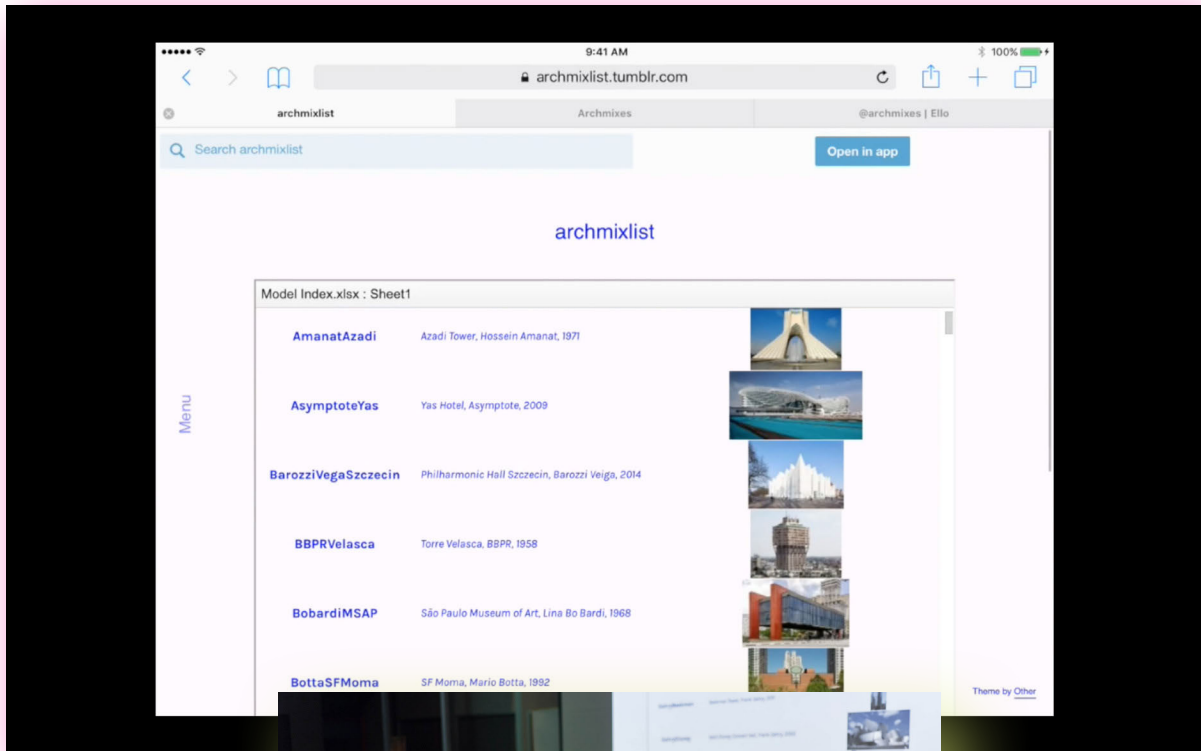 9:41 AM
100%
archmixlist.tumblr.com
archmixlist
Archmixes
@archmixes | Ello
Search archmixlist
Open in app
archmixlist
Model Index.xlsx : Sheet1
AmanatAzadi Azadi Tower, Hossein Amanat, 1971
Menu
AsymptoteYas Yas Hotel, Asymptote, 2009
BarozziVegaSzczecin Philharmonic Hall Szczecin, Barozzi Veiga, 2014
BBPRVelasca Torre Velasca, BBPR, 1958
BobardiMSAP São Paulo Museum of Art, Lina Bo Bardi, 1968
BottaSFMoma SF Moma, Mario Botta, 1992
Theme by Other